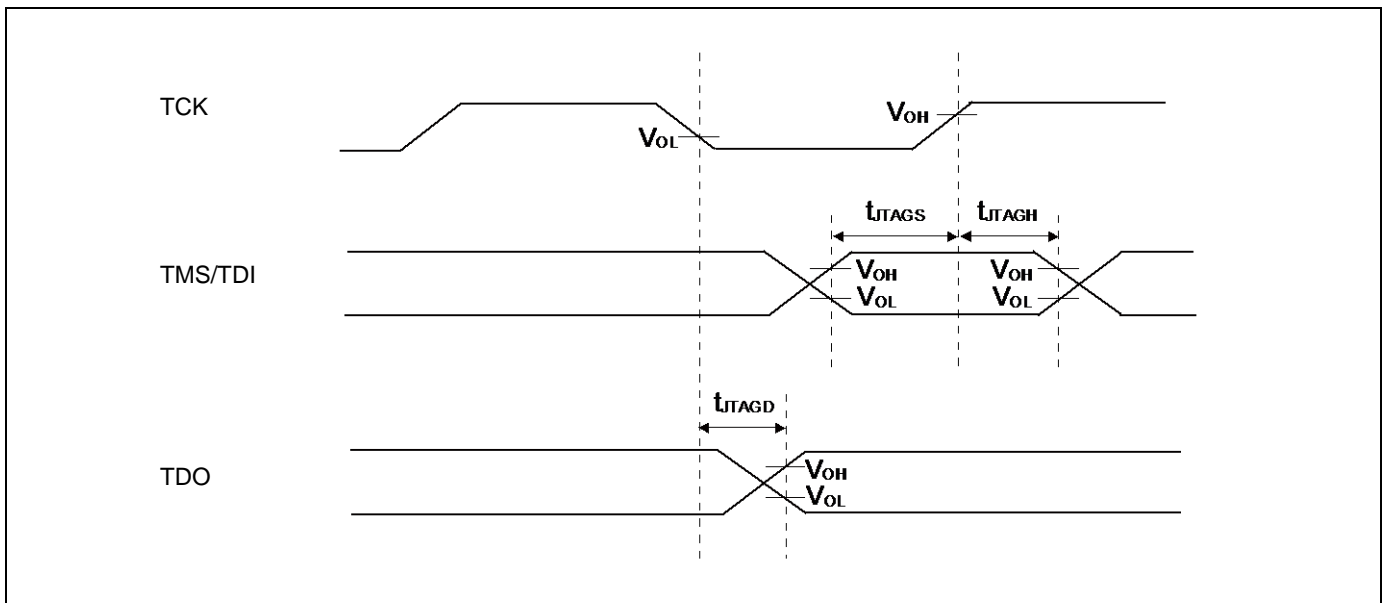 TCK
VOH
VOL
tJTAGS tJTAGH
TMS/TDI
VOH VOH
VOL VOL
tJTAGD
TDO
VOH
VOL